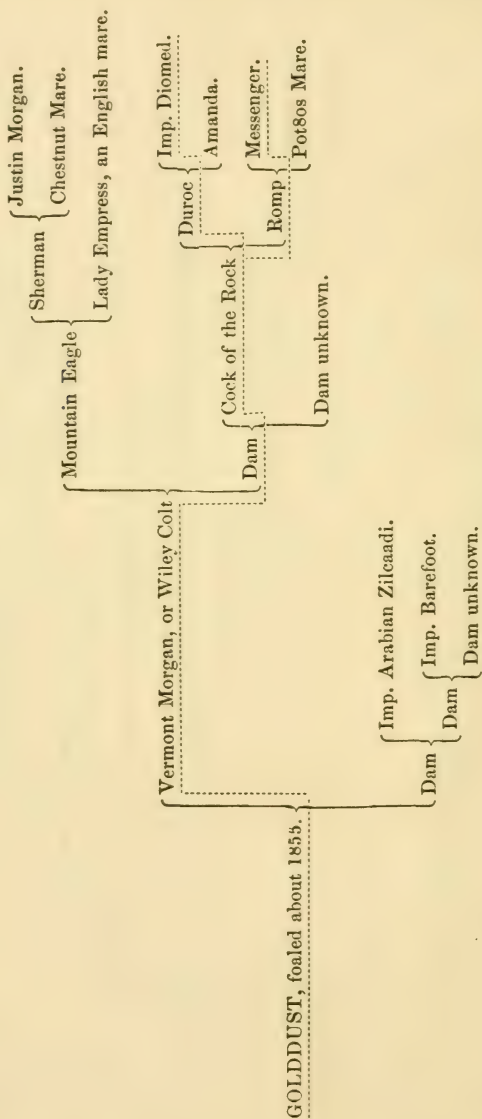 GOLDDUST, foaled about 1855.
Vermont Morgan, or Wiley Colt
Mountain Eagle
Sherman
Justin Morgan.
Chestnut Mare.
Lady Empress, an English mare.
Dam
Cock of the Rock
Duroc
Imp. Diomed.
Amanda.
Romp
Messenger.
Pot8os Mare.
Dam unknown.
Dam
Imp. Arabian Zilcaadi.
Dam
Imp. Barefoot.
Dam unknown.